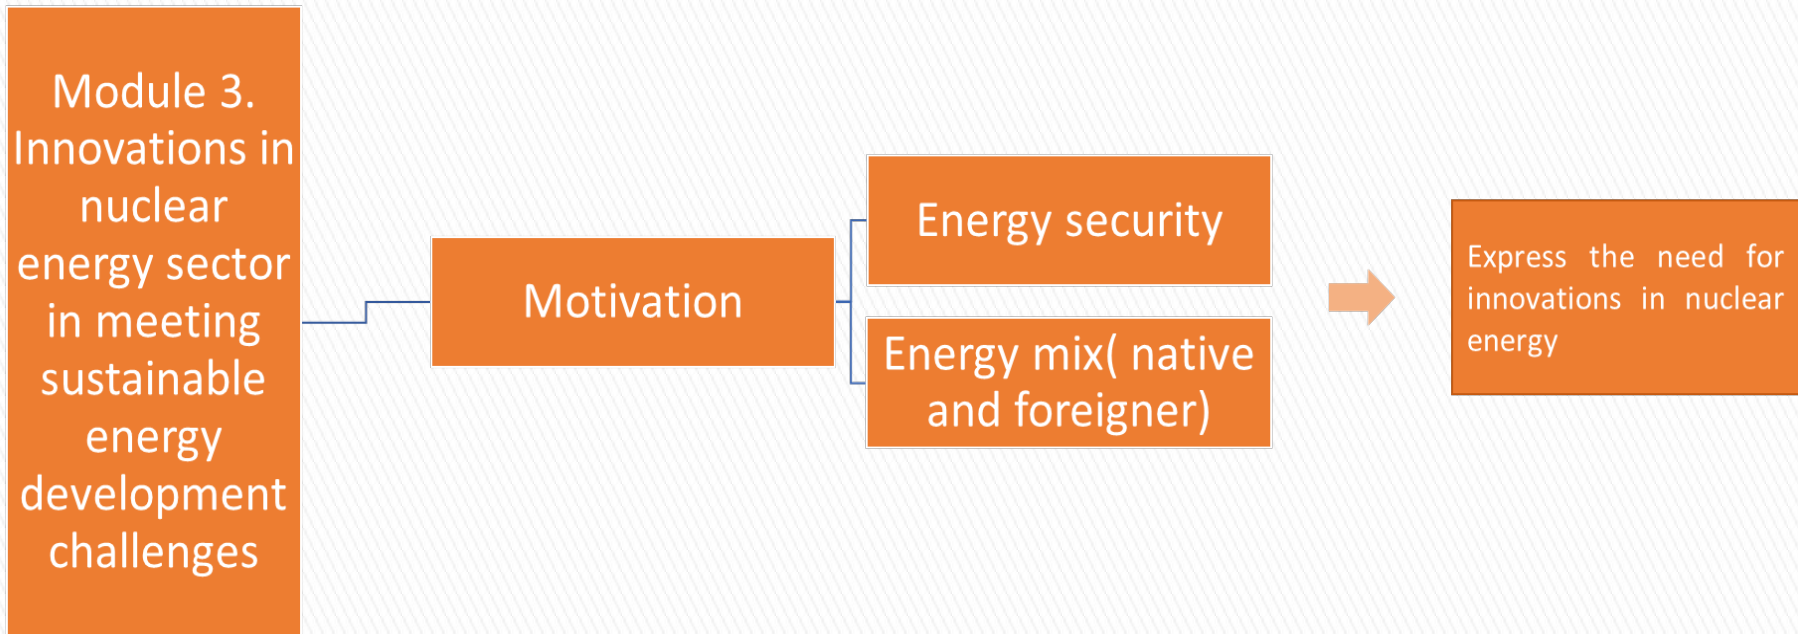 Module 3.
Innovations in
nuclear
energy sector
in meeting
sustainable
energy
development
challenges
Motivation
Energy security
Energy mix( native
and foreigner)
Express the need for
innovations in nuclear
energy